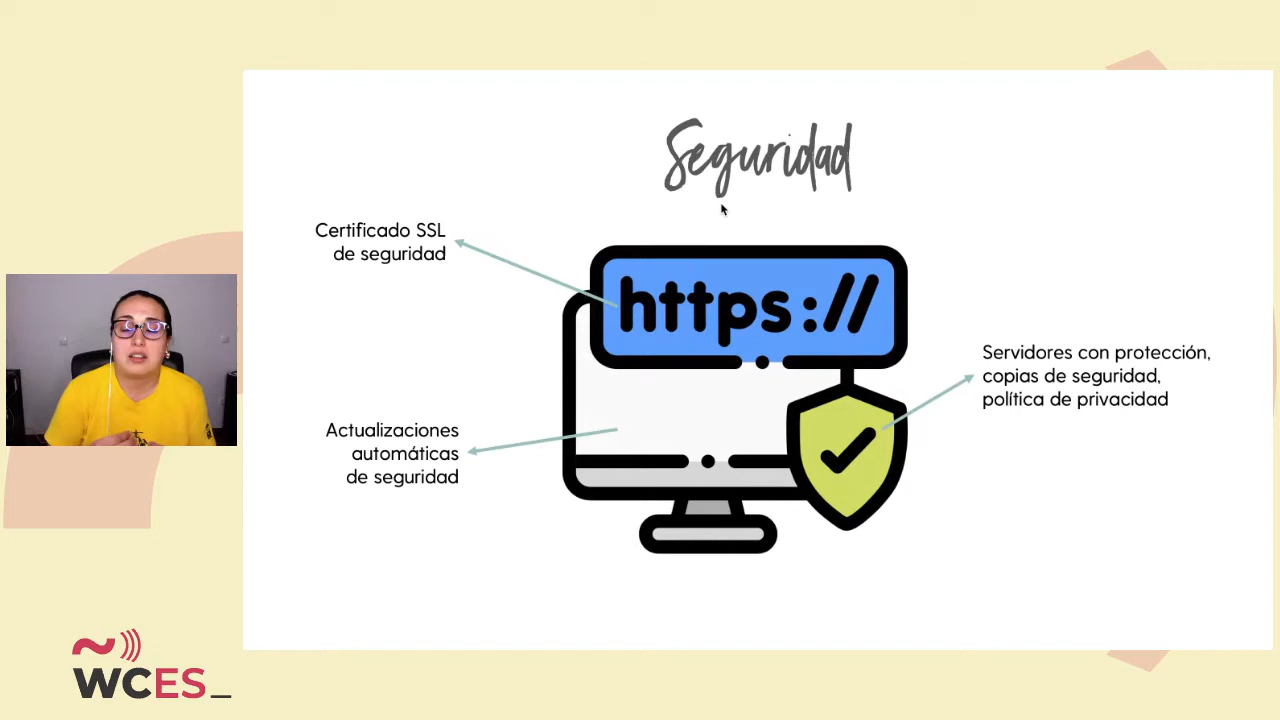 Seguridad
Certificado SSL
de seguridad
https://
Servidores con protección,
copias de seguridad,
política de privacidad
Actualizaciones
automáticas
de seguridad
WCES_